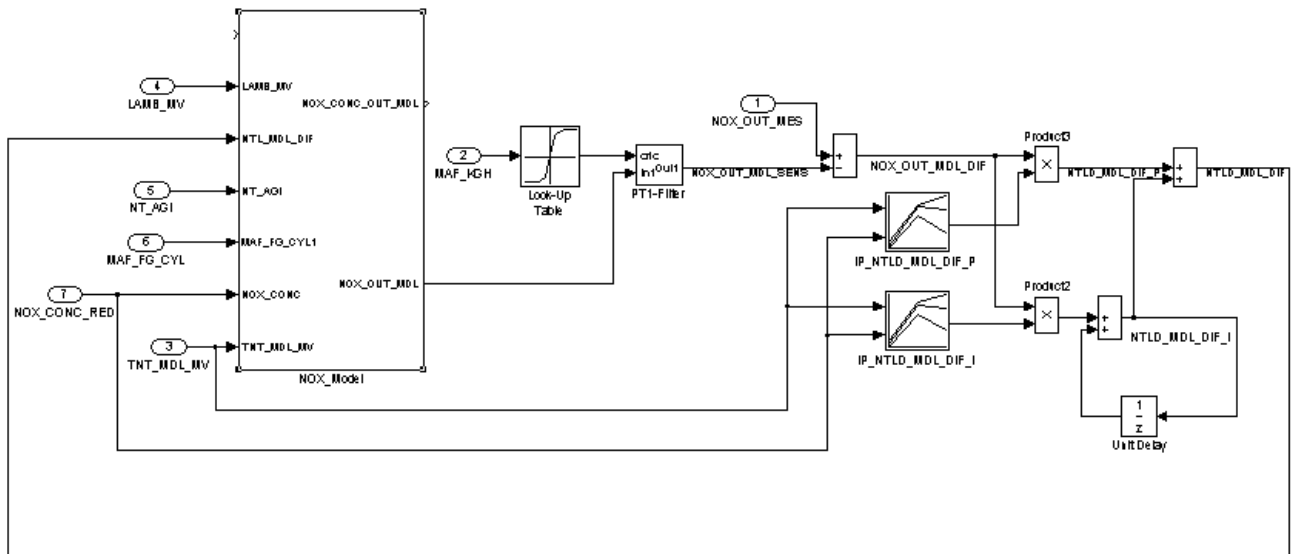 4
LAMB_MV
LAMB_MV
NOX_CONC_OUT_MDL
1
NOX_OUT_MES
NTL_MDL_DIF
Product3
2
MAF_KGH
Look-Up
Table
crlc
In1
Out1
PT1-Filter
NOX_OUT_MDL_SENS
+
-
NOX_OUT_MDL_DIF
×
NTLD_MDL_DIF_P
+
+
NTLD_MDL_DIF
5
NT_AGI
NT_AGI
6
MAF_FG_CYL
MAF_FG_CYL1
IP_NTLD_MDL_DIF_P
NOX_OUT_MDL
Product2
7
NOX_CONC_RED
NOX_CONC
×
+
+
NTLD_MDL_DIF_I
3
TNT_MDL_MV
TNT_MDL_MV
IP_NTLD_MDL_DIF_I
NOX_Model
1
z
Unit Delay